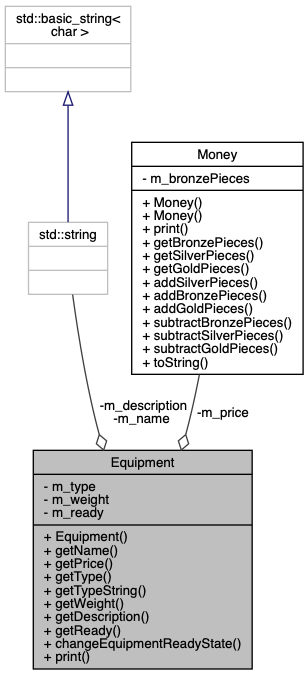 std::basic_string<
char >
Money
- m_bronzePieces
+ Money()
+ Money()
+ print()
+ getBronzePieces()
+ getSilverPieces()
+ getGoldPieces()
+ addSilverPieces()
+ addBronzePieces()
+ addGoldPieces()
+ subtractBronzePieces()
+ subtractSilverPieces()
+ subtractGoldPieces()
+ toString()
std::string
-m_description
-m_name
-m_price
Equipment
- m_type
- m_weight
- m_ready
+ Equipment()
+ getName()
+ getPrice()
+ getType()
+ getTypeString()
+ getWeight()
+ getDescription()
+ getReady()
+ changeEquipmentReadyState()
+ print()